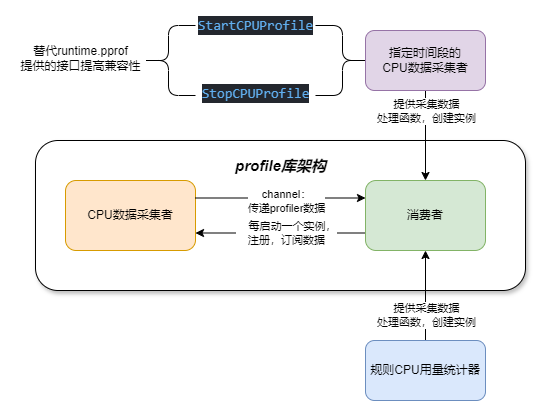 StartCPUProfile
替代runtime.pprof
提供的接口提高兼容性
StopCPUProfile
指定时间段的
CPU数据采集者
提供采集数据
处理函数，创建实例
profile库架构
CPU数据采集者
channel：
传递profiler数据
每启动一个实例，
注册，订阅数据
消费者
提供采集数据
处理函数，创建实例
规则CPU用量统计器